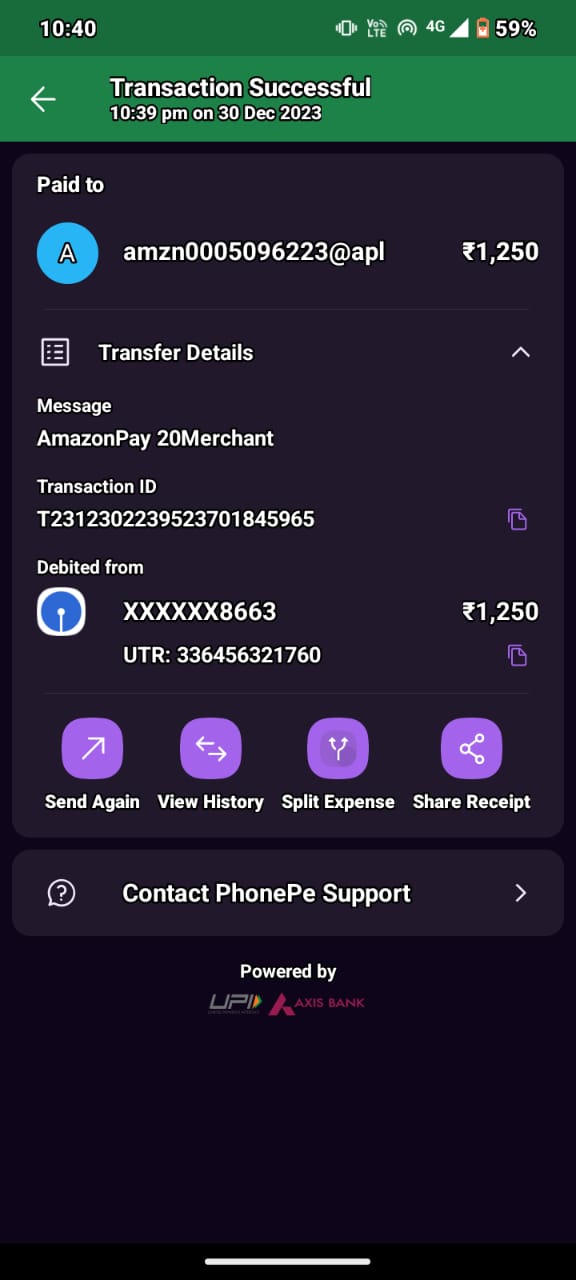 10:40
Vo LTE 4G 59%
Transaction Successful
10:39 pm on 30 Dec 2023
Paid to
A amzn0005096223@apl ₹1,250
Transfer Details
Message
AmazonPay 20Merchant
Transaction ID
T2312302239523701845965
Debited from
XXXXXX8663 ₹1,250
UTR: 336456321760
Send Again View History Split Expense Share Receipt
Contact PhonePe Support
Powered by
UPI AXIS BANK